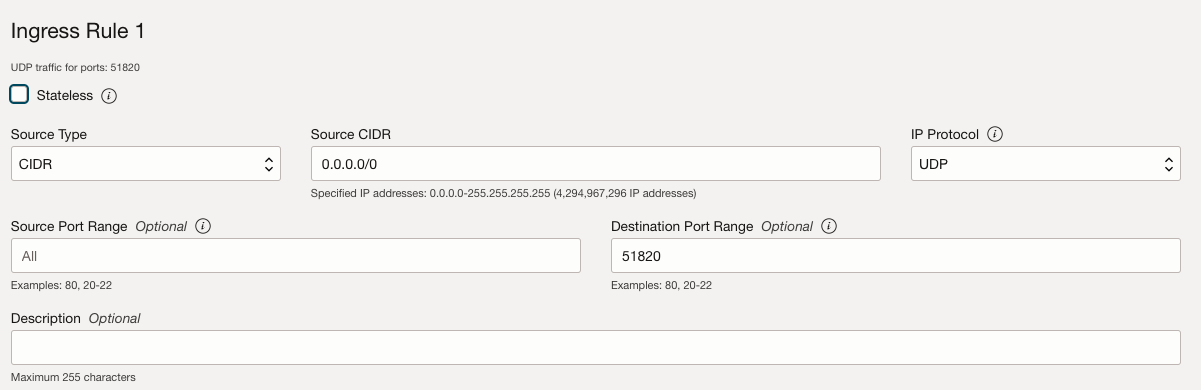 Ingress Rule 1
UDP traffic for ports: 51820
Stateless i
Source Type
CIDR
Source CIDR
0.0.0.0/0
Specified IP addresses: 0.0.0.0-255.255.255.255 (4,294,967,296 IP addresses)
IP Protocol i
UDP
Source Port Range Optional i
All
Examples: 80, 20-22
Destination Port Range Optional i
51820
Examples: 80, 20-22
Description Optional
Maximum 255 characters